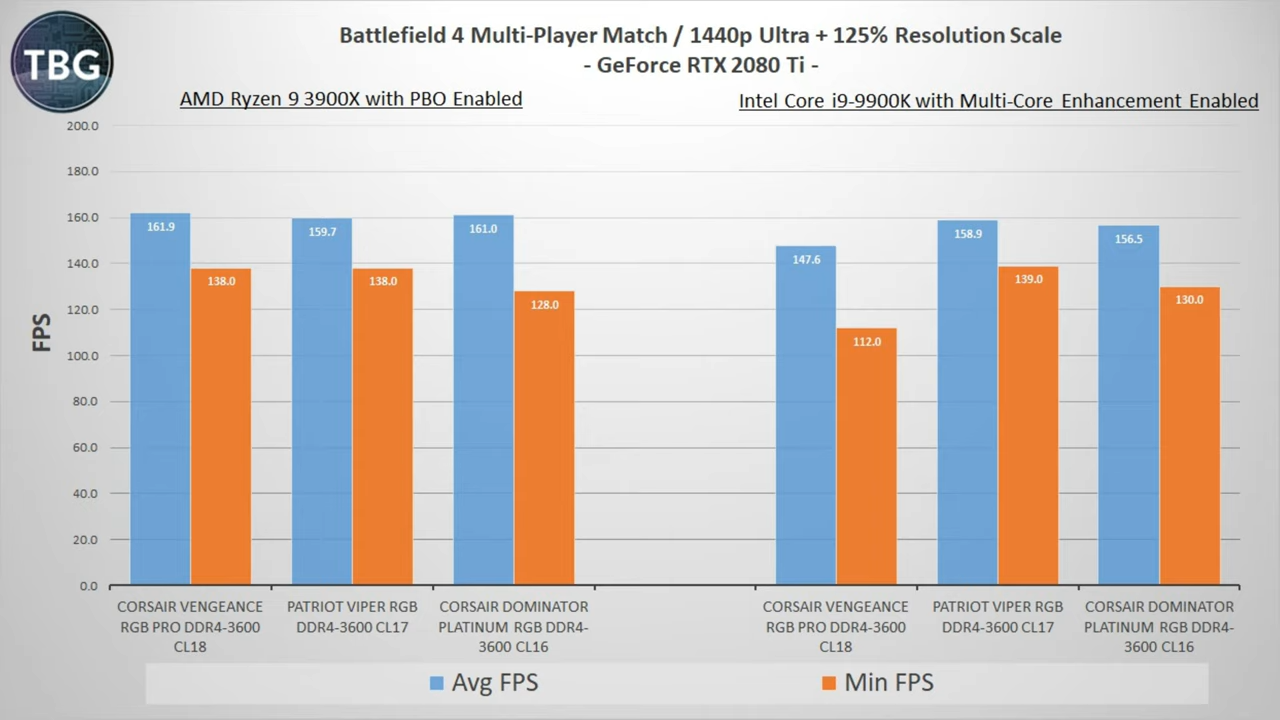 TBG
Battlefield 4 Multi-Player Match / 1440p Ultra + 125% Resolution Scale
- GeForce RTX 2080 Ti -
AMD Ryzen 9 3900X with PBO Enabled
Intel Core i9-9900K with Multi-Core Enhancement Enabled
FPS
200.0
180.0
160.0
140.0
120.0
100.0
80.0
60.0
40.0
20.0
0.0
161.9
138.0
159.7
138.0
161.0
128.0
147.6
112.0
158.9
139.0
156.5
130.0
CORSAIR VENGEANCE
RGB PRO DDR4-3600
CL18
PATRIOT VIPER RGB
DDR4-3600 CL17
CORSAIR DOMINATOR
PLATINUM RGB DDR4-
3600 CL16
CORSAIR VENGEANCE
RGB PRO DDR4-3600
CL18
PATRIOT VIPER RGB
DDR4-3600 CL17
CORSAIR DOMINATOR
PLATINUM RGB DDR4-
3600 CL16
Avg FPS
Min FPS